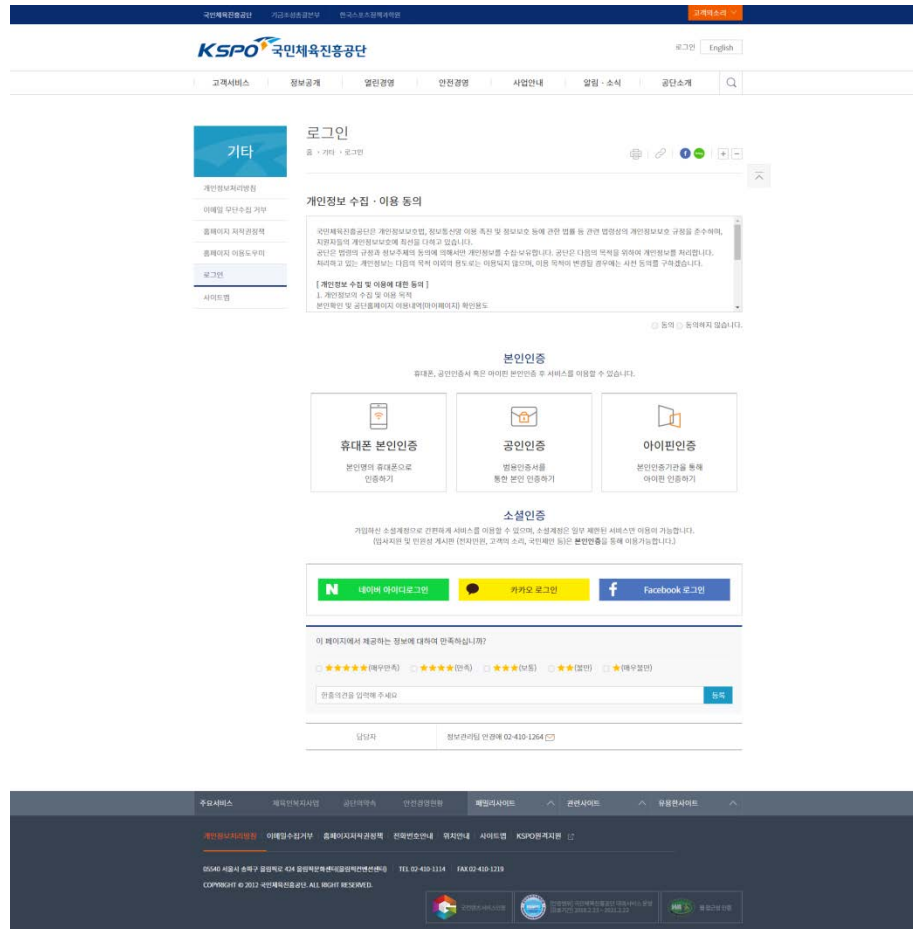 국민체육진흥공단 기금조성총괄본부 한국스포츠정책과학원 고객의소리
KSPO 국민체육진흥공단 로그인 English
고객서비스 정보공개 열린경영 안전경영 사업안내 알림 · 소식 공단소개
기타
개인정보처리방침
이메일 무단수집 거부
홈페이지 저작권정책
홈페이지 이용도우미
로그인
사이트맵
로그인
홈 › 기타 › 로그인
개인정보 수집 · 이용 동의
국민체육진흥공단은 개인정보보호법, 정보통신망 이용 촉진 및 정보보호 등에 관한 법률 등 관련 법령상의 개인정보보호 규정을 준수하며,
지원자들의 개인정보보호에 최선을 다하고 있습니다.
공단은 법령의 규정과 정보주체의 동의에 의해서만 개인정보를 수집·보유합니다. 공단은 다음의 목적을 위하여 개인정보를 처리합니다.
처리하고 있는 개인정보는 다음의 목적 이외의 용도로는 이용되지 않으며, 이용 목적이 변경될 경우에는 사전 동의를 구하겠습니다.
[ 개인정보 수집 및 이용에 대한 동의 ]
1. 개인정보의 수집 및 이용 목적
본인확인 및 공단홈페이지 이용내역(마이페이지) 확인용도
동의 동의하지 않습니다.
본인인증
휴대폰, 공인인증서 혹은 아이핀 본인인증 후 서비스를 이용할 수 있습니다.
휴대폰 본인인증
본인명의 휴대폰으로
인증하기
공인인증
범용인증서를
통한 본인 인증하기
아이핀인증
본인인증기관을 통해
아이핀 인증하기
소셜인증
가입하신 소셜계정으로 간편하게 서비스를 이용할 수 있으며, 소셜계정은 일부 제한된 서비스만 이용이 가능합니다.
(입사지원 및 민원성 게시판 (전자민원, 고객의 소리, 국민제안 등)은 본인인증을 통해 이용가능합니다.)
N 네이버 아이디로그인 카카오 로그인 f Facebook 로그인
이 페이지에서 제공하는 정보에 대하여 만족하십니까?
★★★★★(매우만족) ★★★★(만족) ★★★(보통) ★★(불만) ★(매우불만)
한줄의견을 입력해 주세요 등록
담당자 정보관리팀 안경애 02-410-1264
주요서비스 체육인복지사업 공단의약속 안전경영현황 패밀리사이트 관련사이트 유용한사이트
개인정보처리방침 이메일수집거부 홈페이지저작권정책 전화번호안내 위치안내 사이트맵 KSPO원격지원
05540 서울시 송파구 올림픽로 424 올림픽문화센터(올림픽컨벤션센터) TEL 02-410-1114 FAX 02-410-1219
COPYRIGHT © 2012 국민체육진흥공단. ALL RIGHT RESERVED.